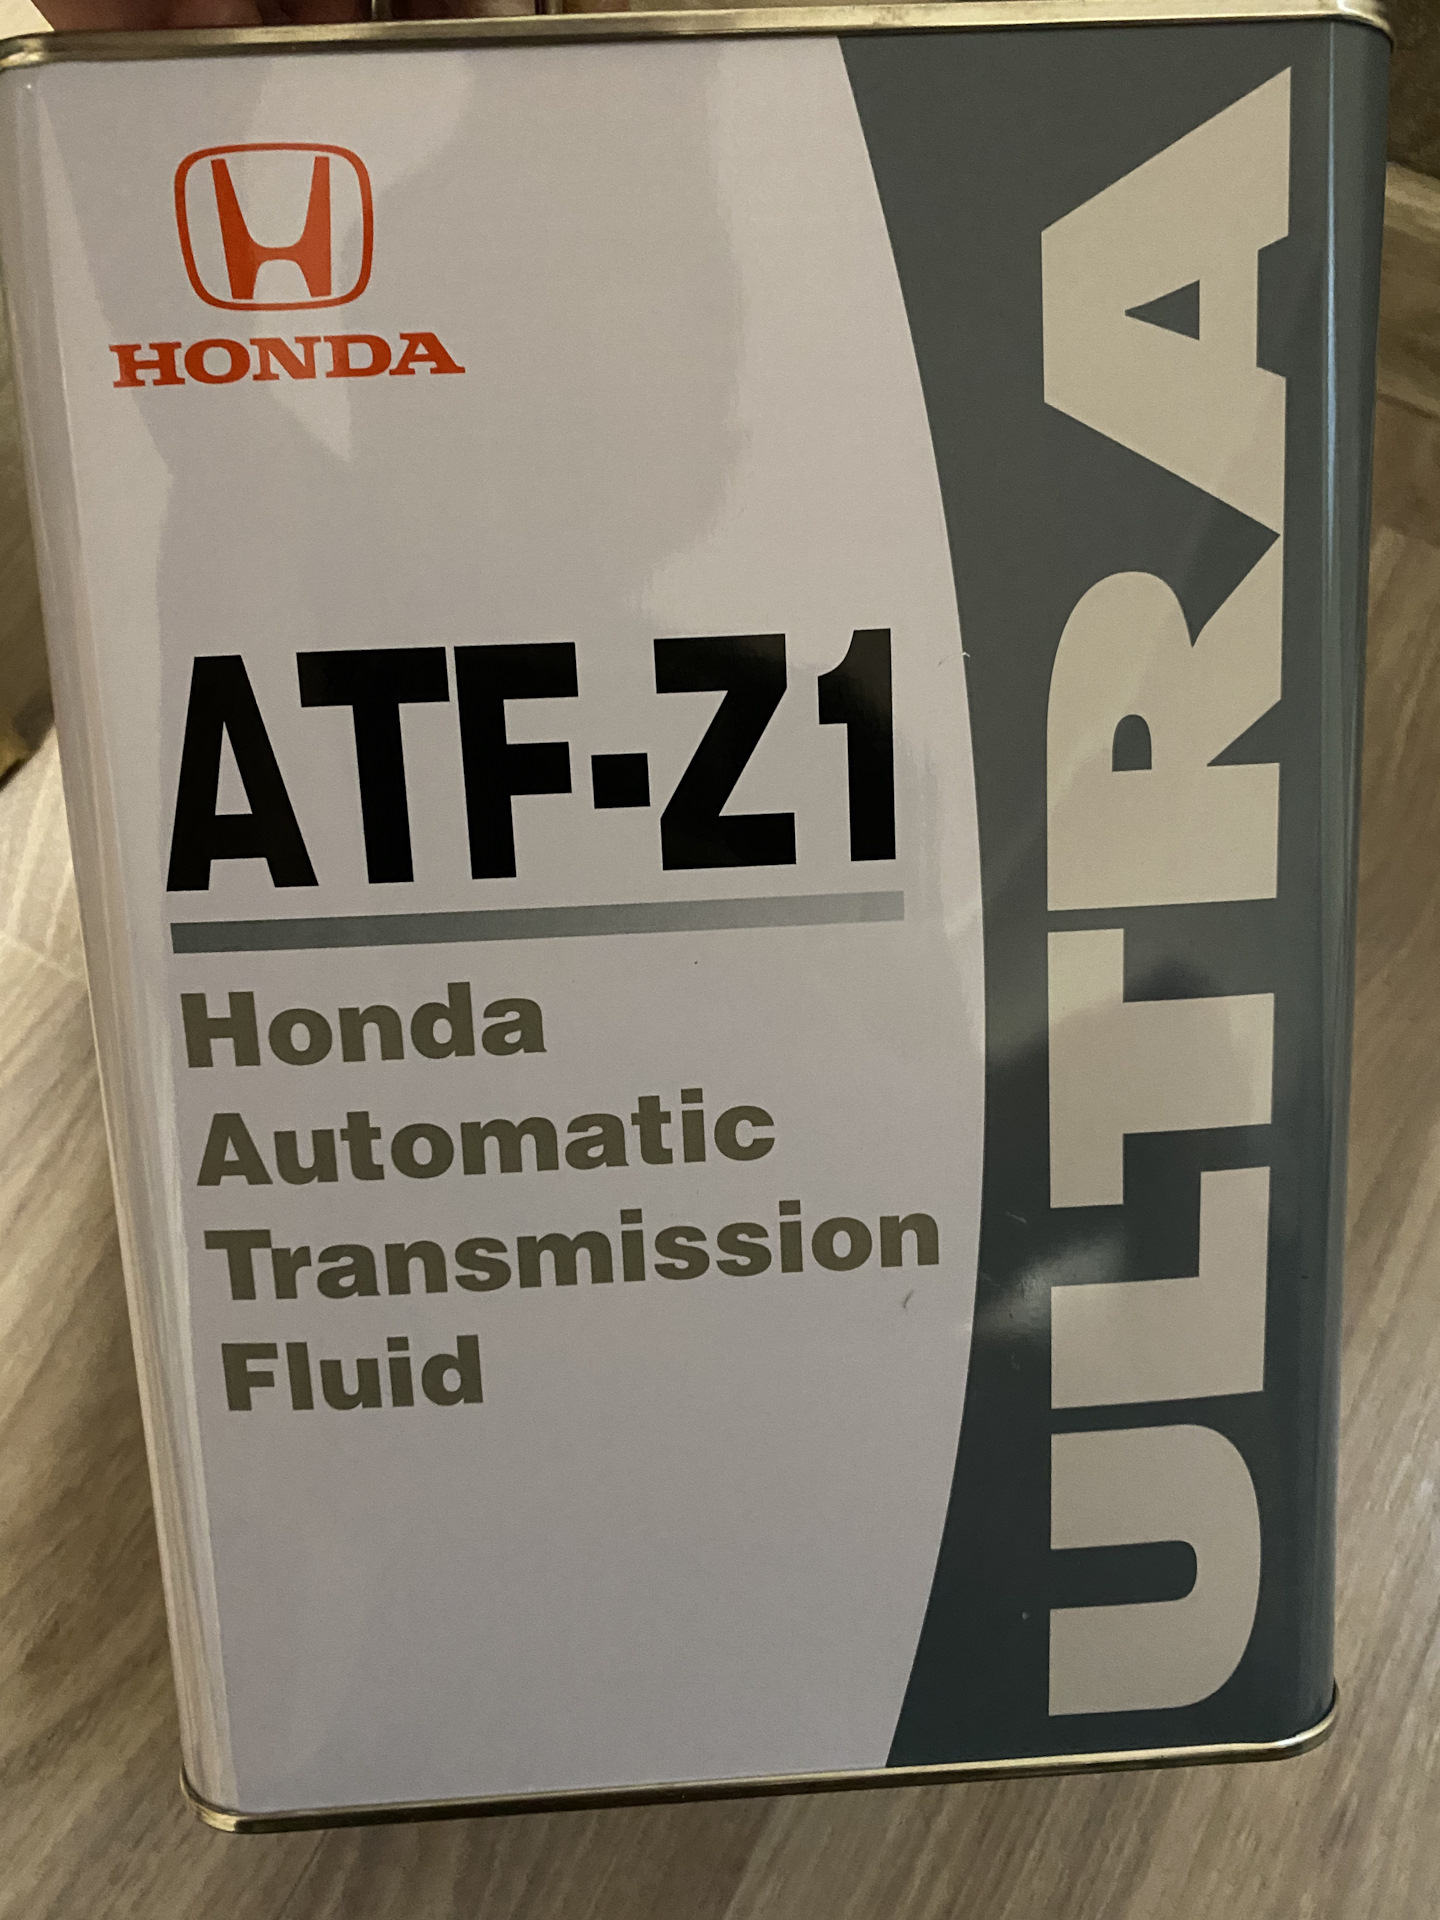 HONDA
ATF-Z1
Honda
Automatic
Transmission
Fluid
ULTRA